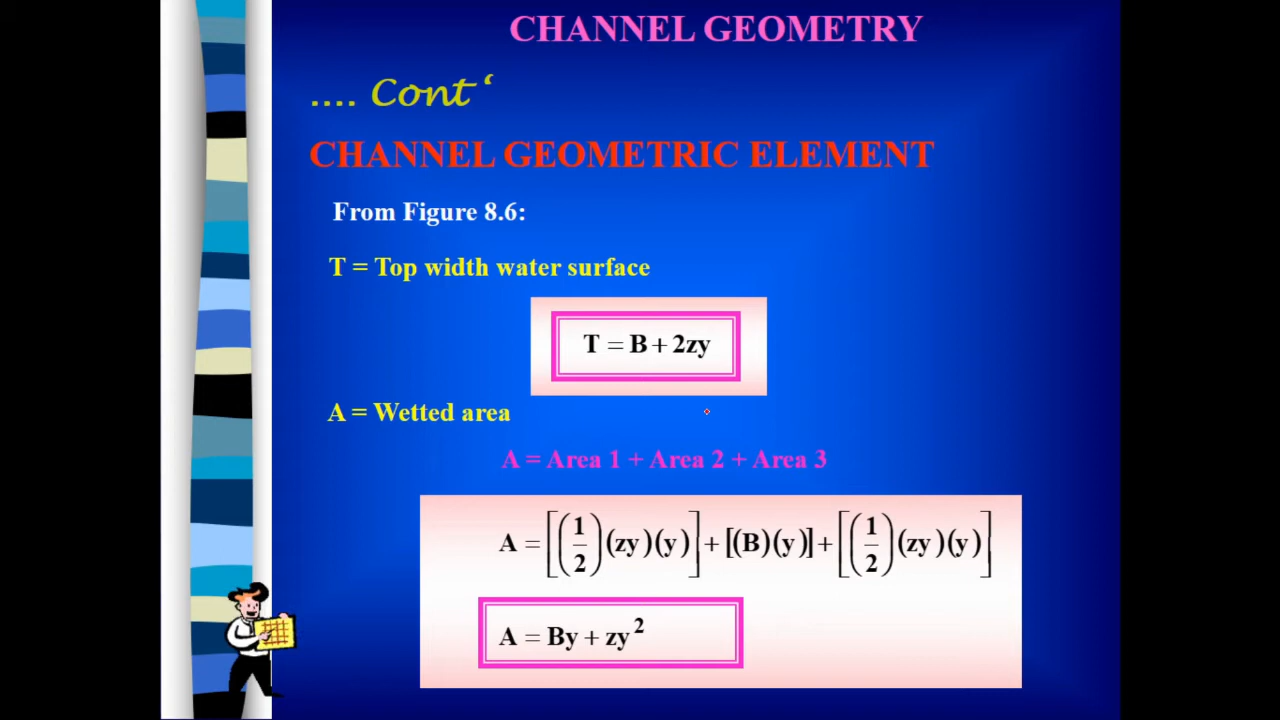 CHANNEL GEOMETRY
.... Cont ‘
CHANNEL GEOMETRIC ELEMENT
From Figure 8.6:
T = Top width water surface
T = B + 2zy
A = Wetted area
A = Area 1 + Area 2 + Area 3
A = [(1/2)(zy)(y)] + [(B)(y)] + [(1/2)(zy)(y)]
A = By + zy²